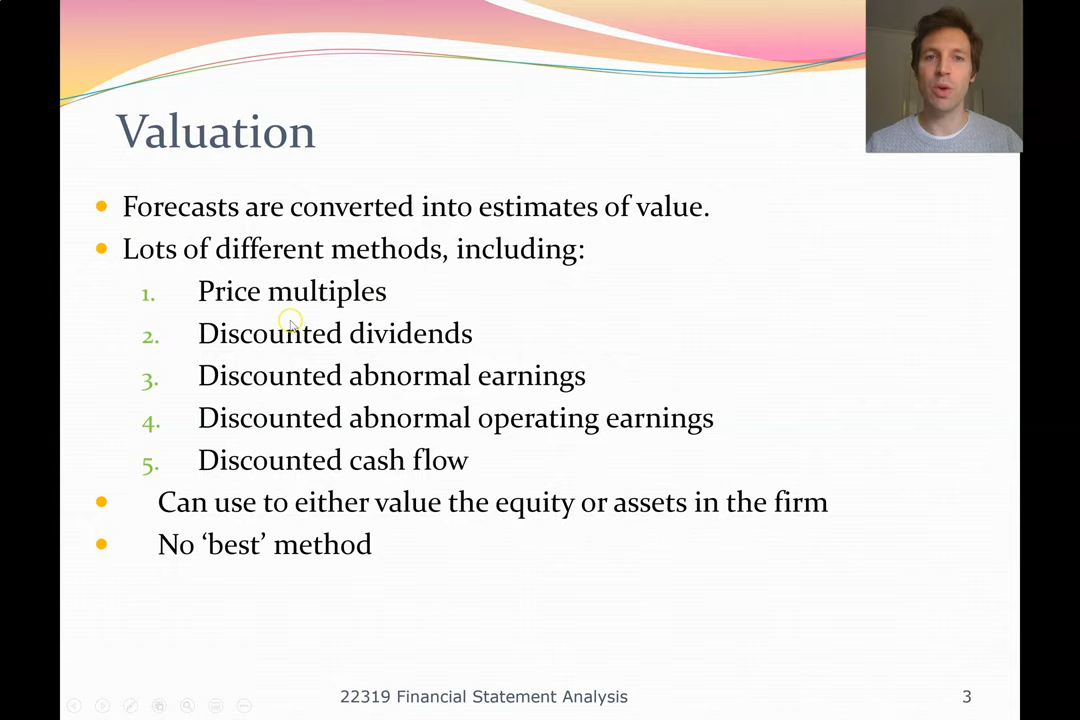 Valuation
• Forecasts are converted into estimates of value.
• Lots of different methods, including:
1. Price multiples
2. Discounted dividends
3. Discounted abnormal earnings
4. Discounted abnormal operating earnings
5. Discounted cash flow
• Can use to either value the equity or assets in the firm
• No ‘best’ method
22319 Financial Statement Analysis
3